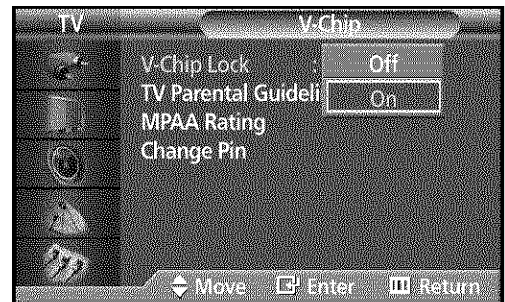 TV
V-Chip
V-Chip Lock : Off
TV Parental Guideli On
MPAA Rating
Change Pin
Move Enter Return